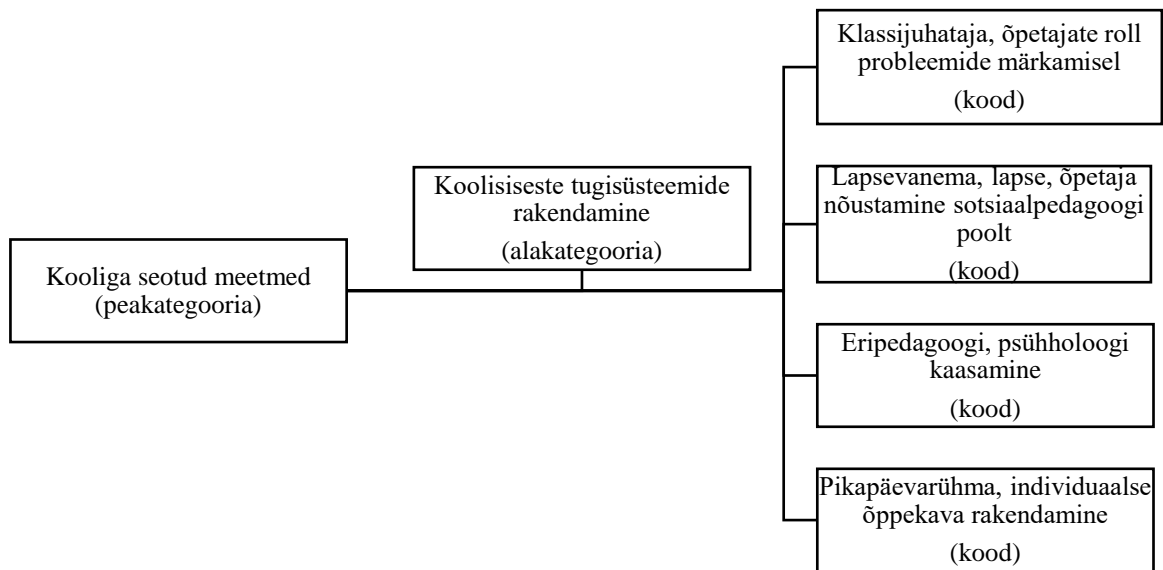 Kooliga seotud meetmed
(peakategooria)
Koolisiseste tugisüsteemide
rakendamine
(alakategooria)
Klassijuhataja, õpetajate roll
probleemide märkamisel
(kood)
Lapsevanema, lapse, õpetaja
nõustamine sotsiaalpedagoogi
poolt
(kood)
Eripedagoogi, psühholoogi
kaasamine
(kood)
Pikapäevarühma, individuaalse
õppekava rakendamine
(kood)